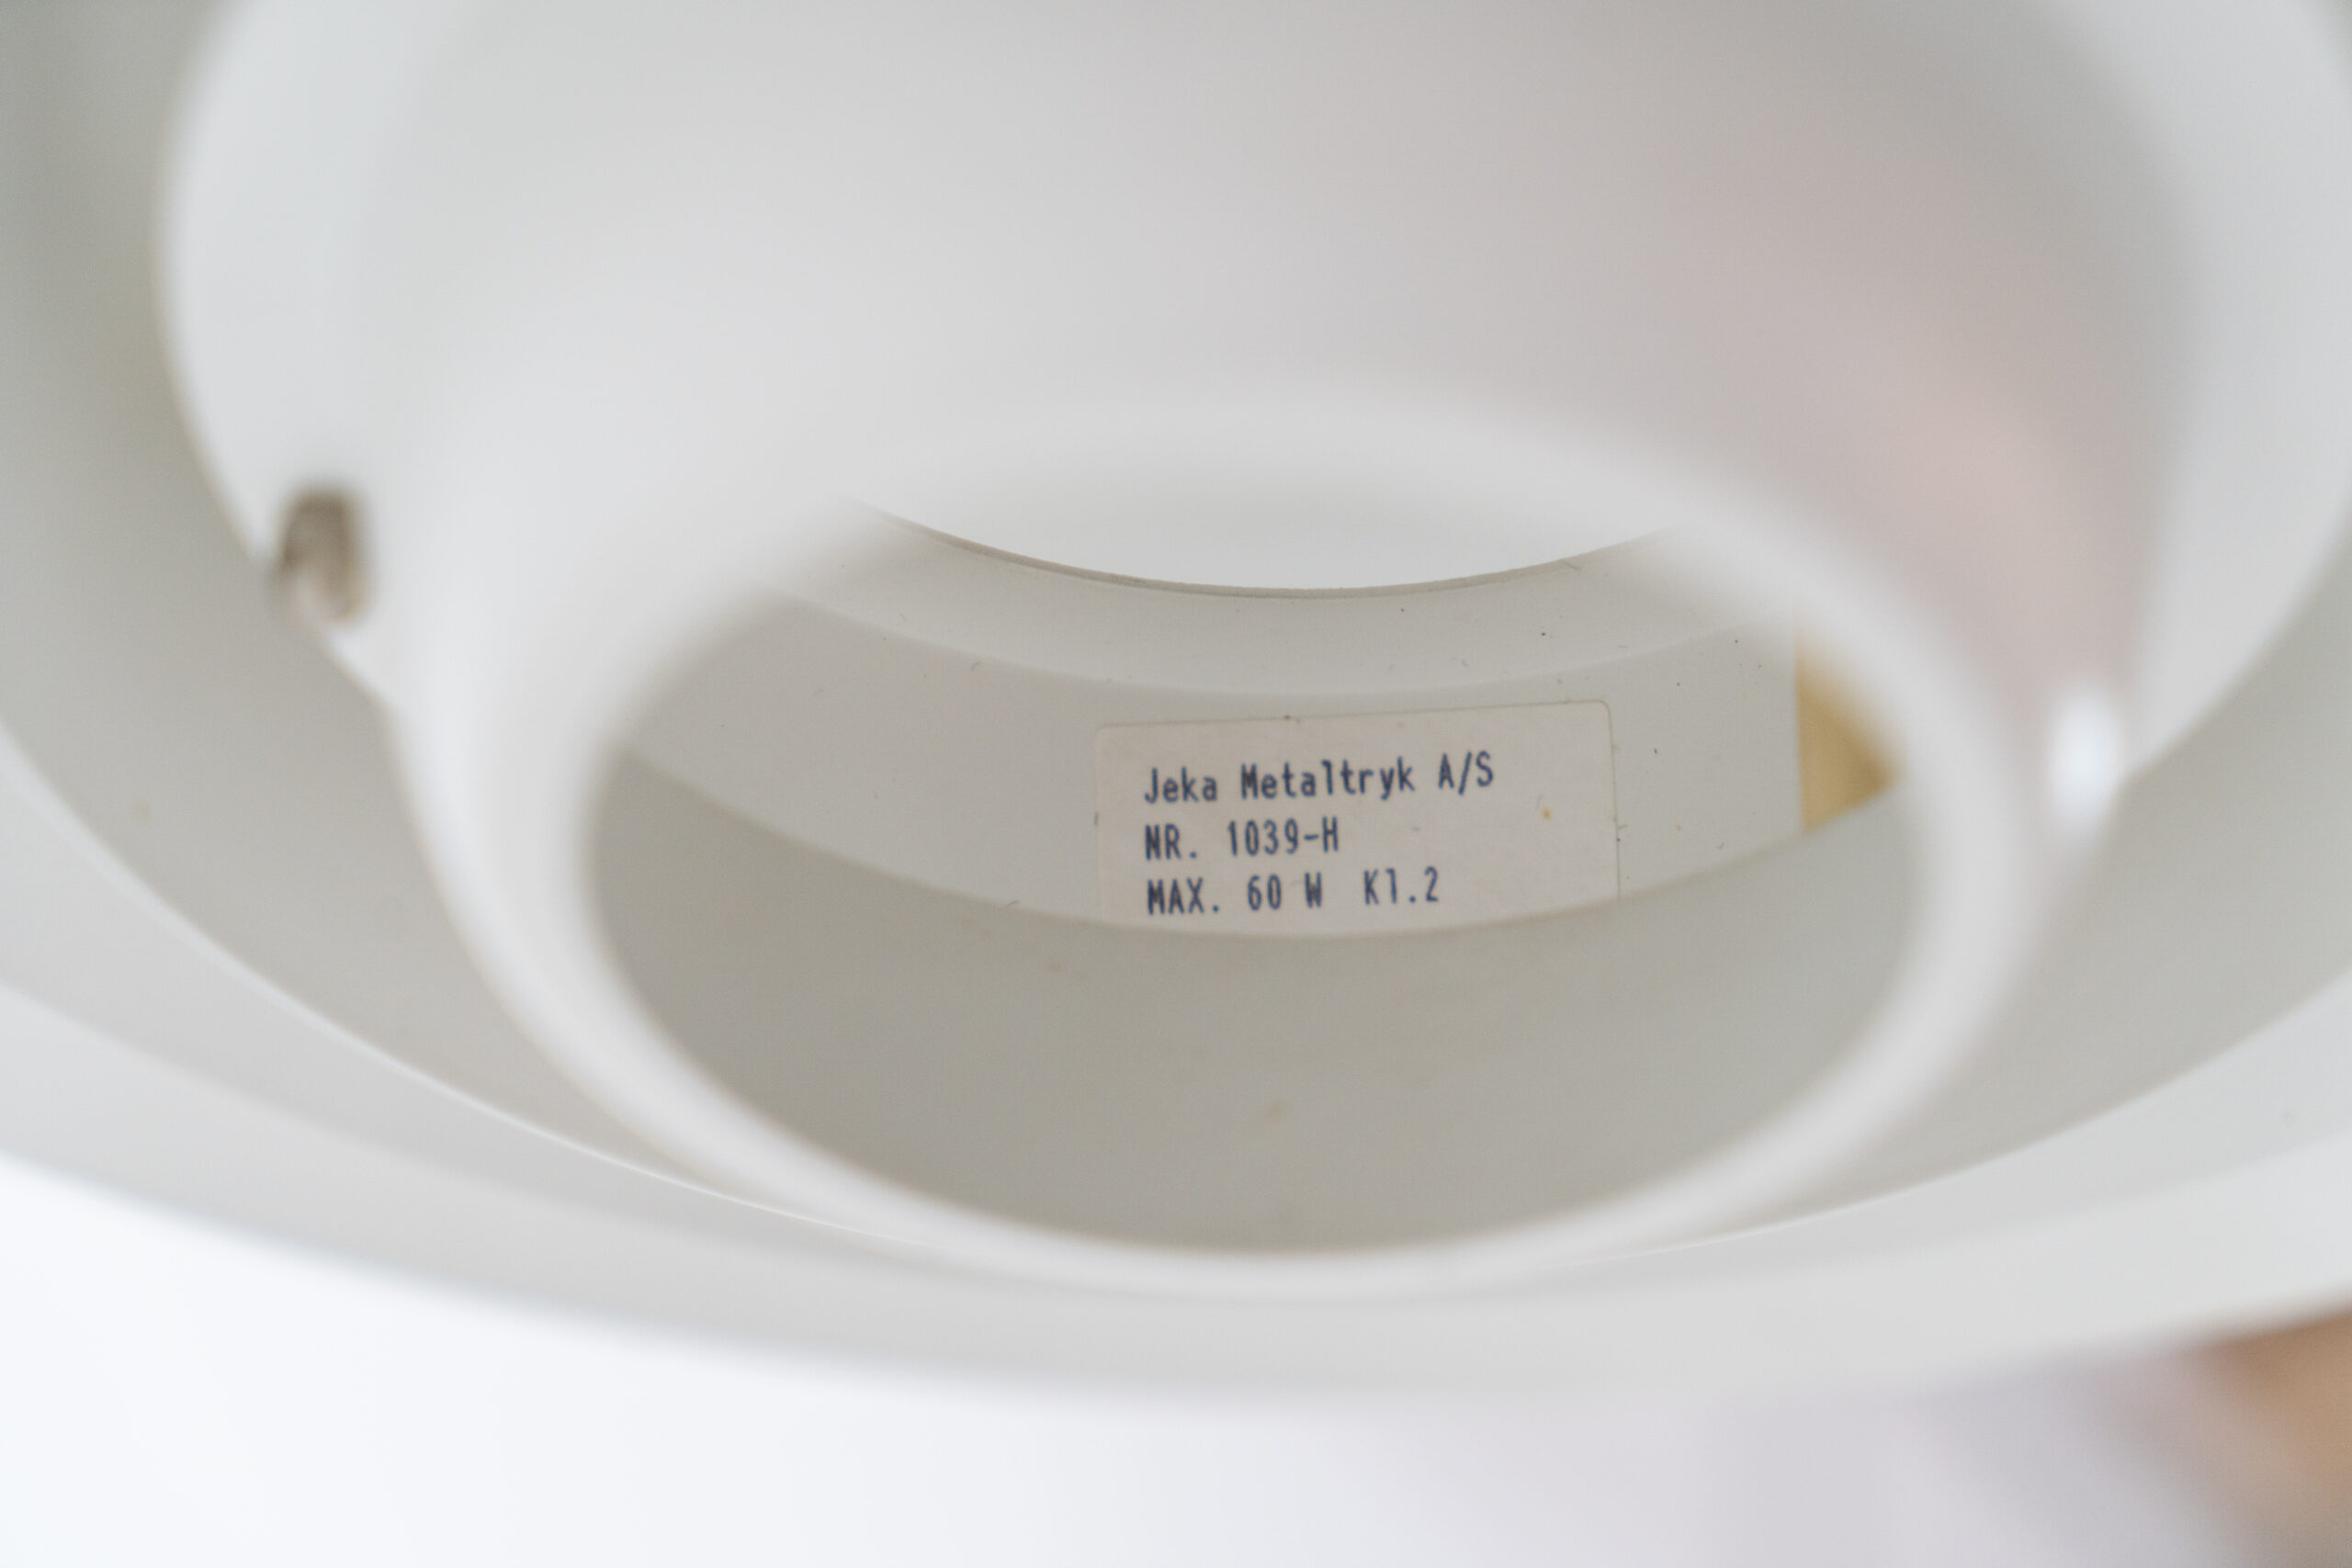 Jeka Metaltryk A/S
NR. 1039-H
MAX. 60 W Kl.2